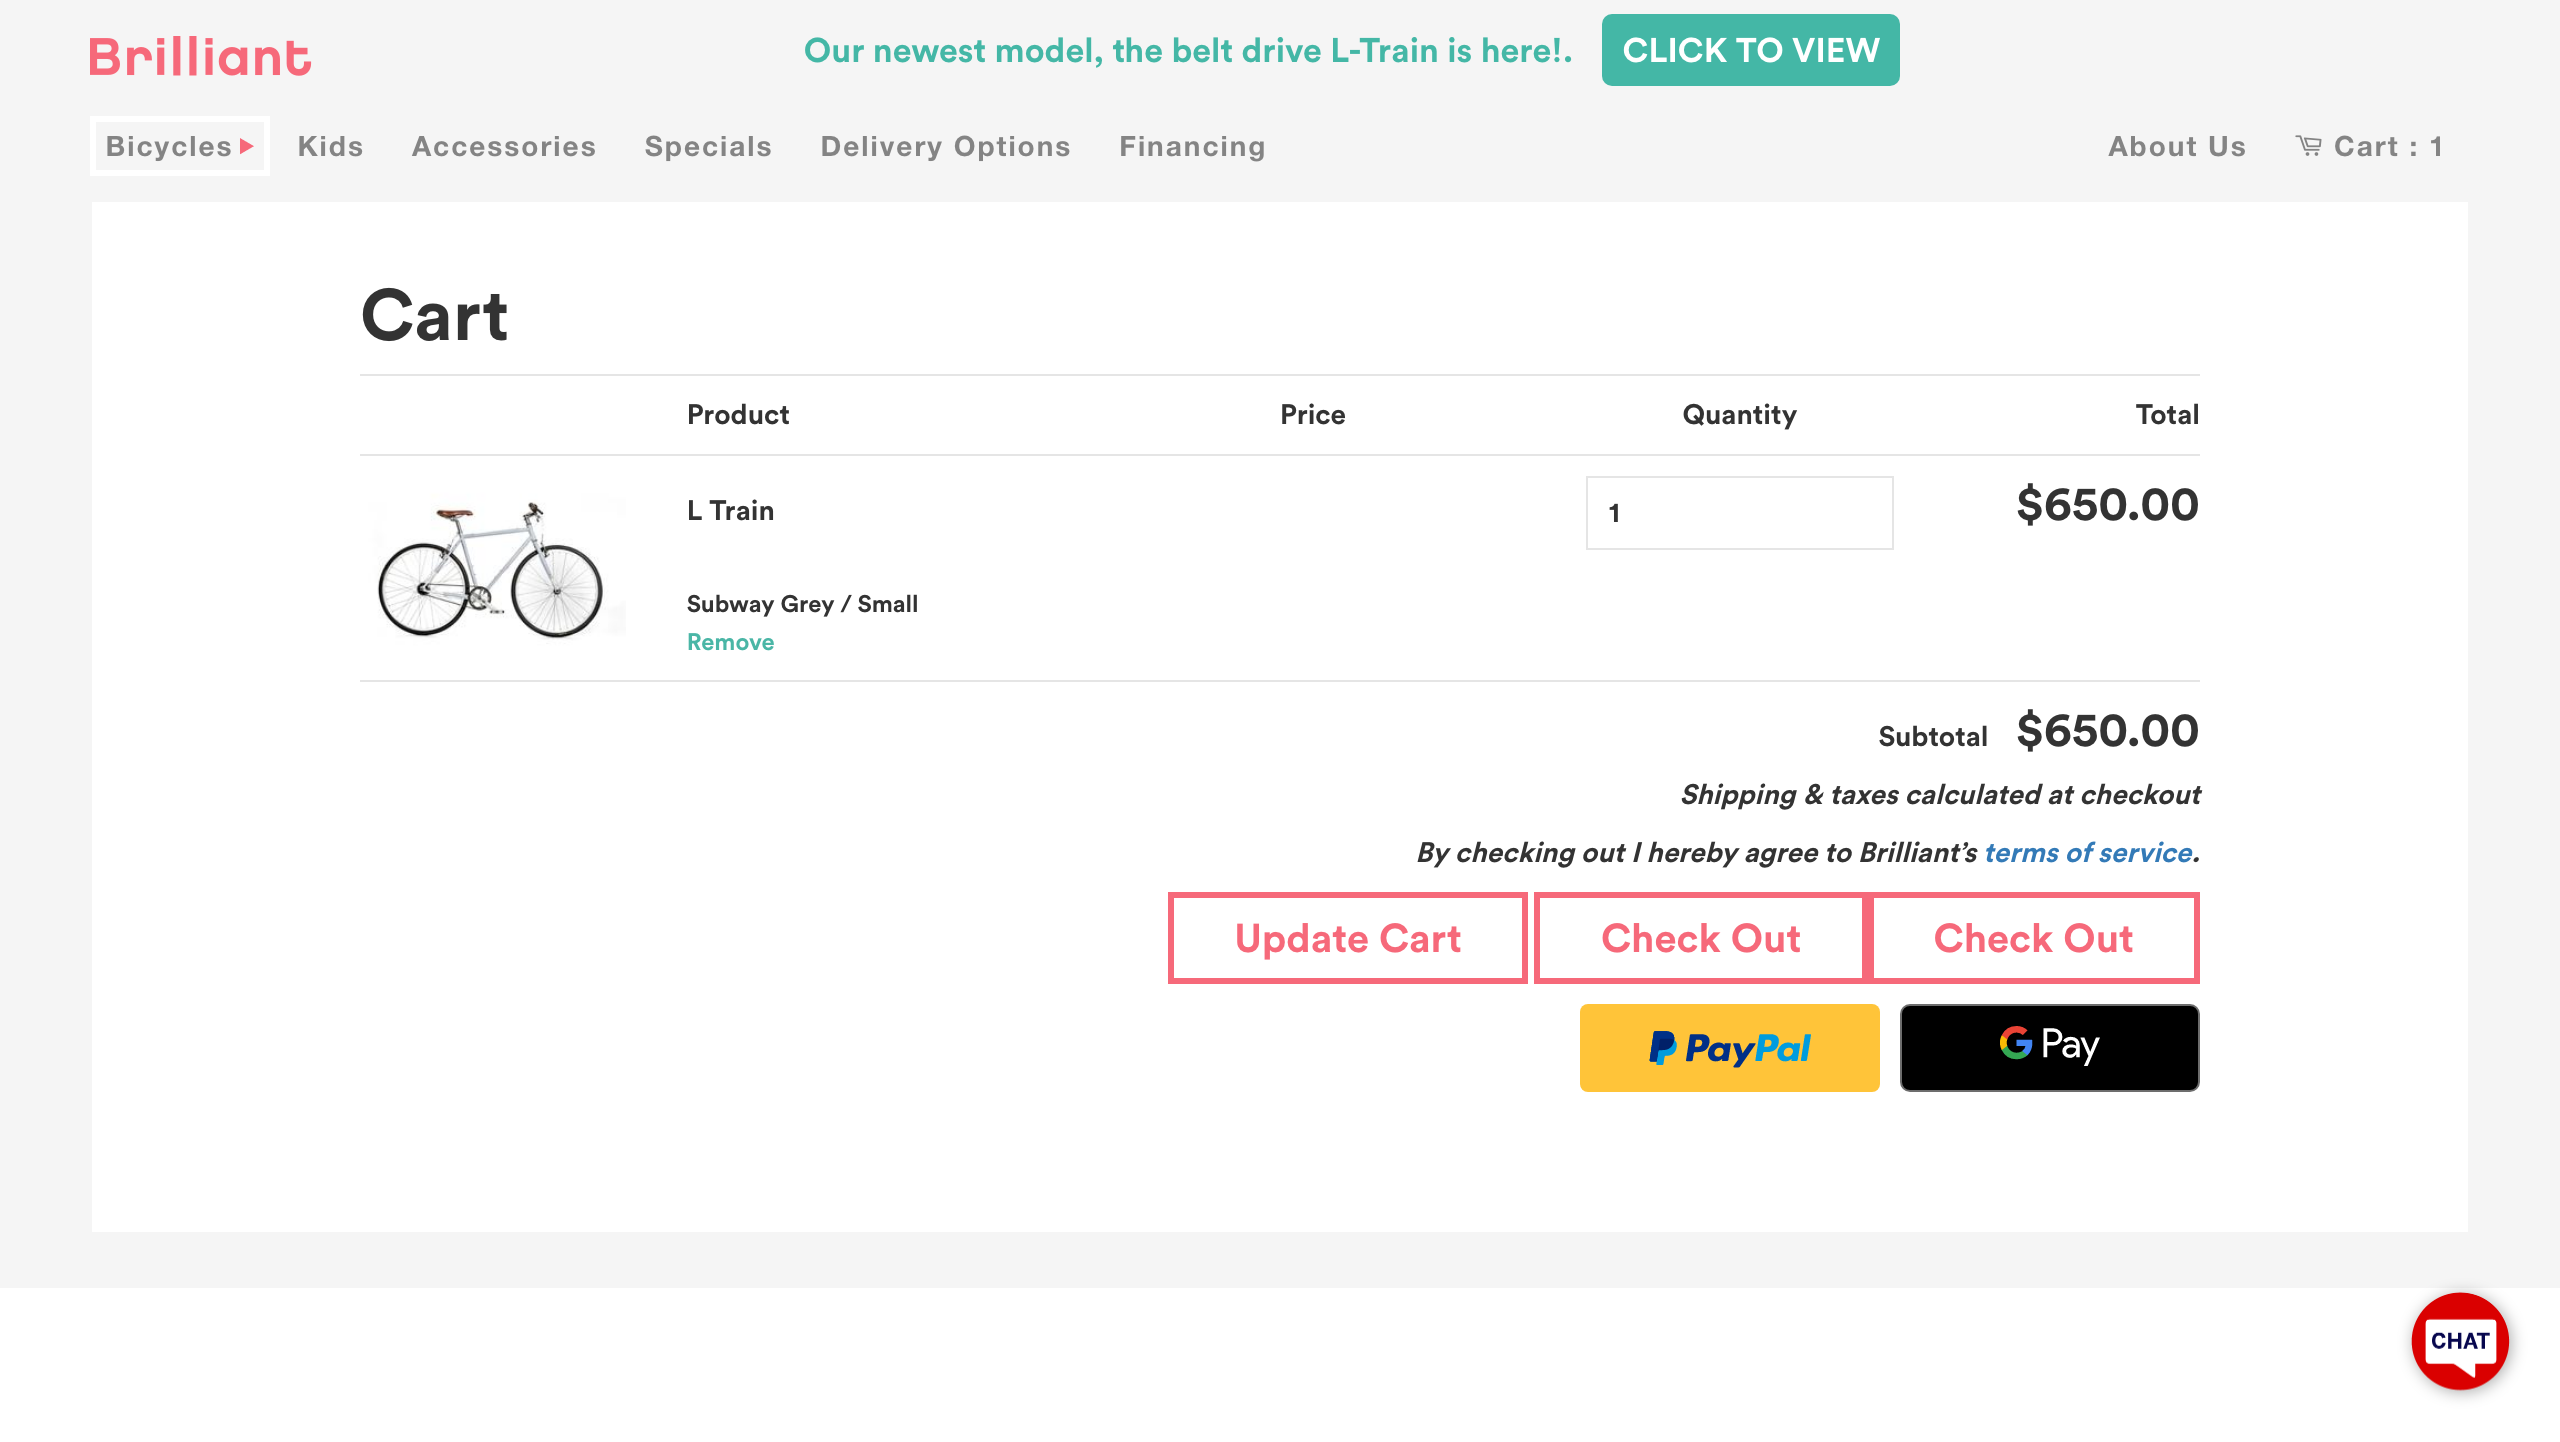 Brilliant
Our newest model, the belt drive L-Train is here!. CLICK TO VIEW
Bicycles Kids Accessories Specials Delivery Options Financing About Us Cart : 1
Cart
Product Price Quantity Total
L Train 1 $650.00
Subway Grey / Small
Remove
Subtotal $650.00
Shipping & taxes calculated at checkout
By checking out I hereby agree to Brilliant’s terms of service.
Update Cart Check Out Check Out
PayPal G Pay
CHAT